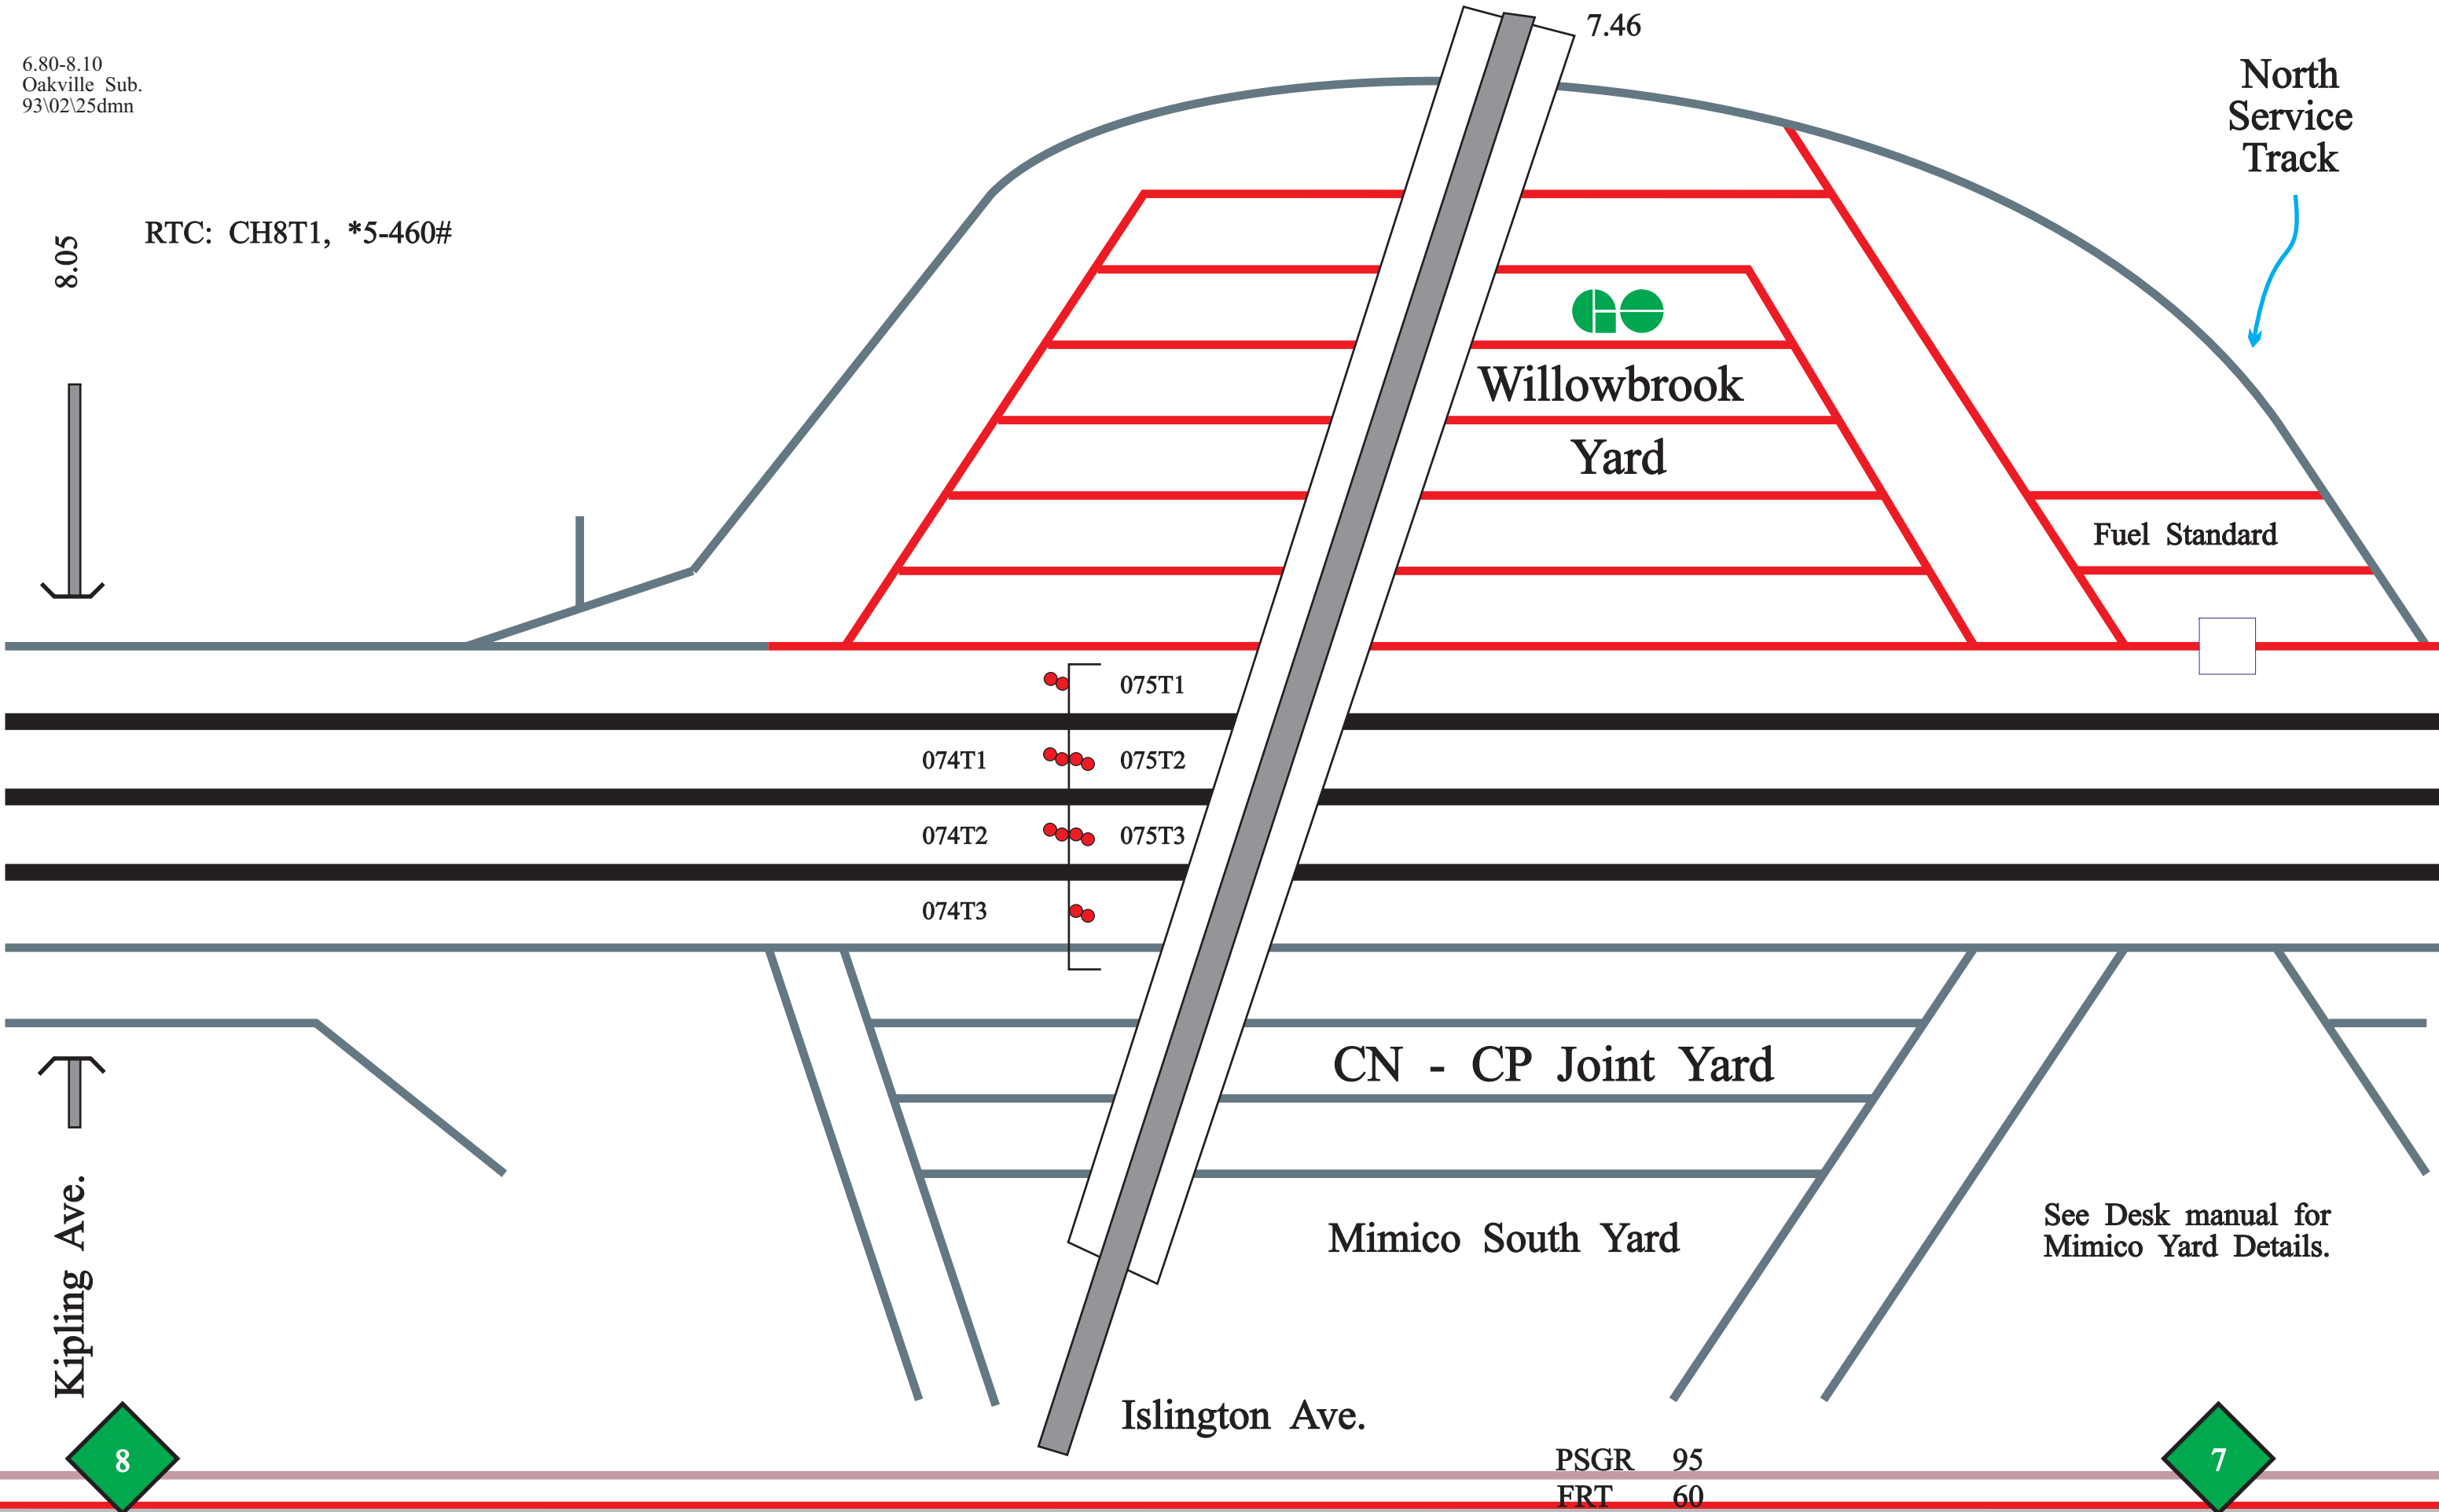 7.46
6.80-8.10
Oakville Sub.
93\02\25dmn
North
Service
Track
8.05
RTC: CH8T1, *5-460#
GO
Willowbrook
Yard
Fuel Standard
075T1
074T1 075T2
074T2 075T3
074T3
CN - CP Joint Yard
Mimico South Yard
See Desk manual for
Mimico Yard Details.
Kipling Ave.
Islington Ave.
8
PSGR 95
7
FRT 60